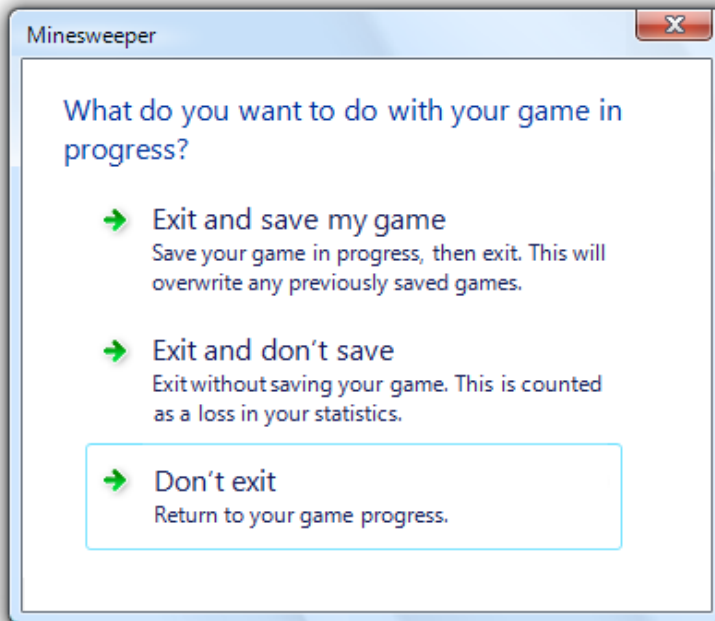 Minesweeper
What do you want to do with your game in
progress?
Exit and save my game
Save your game in progress, then exit. This will
overwrite any previously saved games.
Exit and don't save
Exit without saving your game. This is counted
as a loss in your statistics.
Don't exit
Return to your game progress.